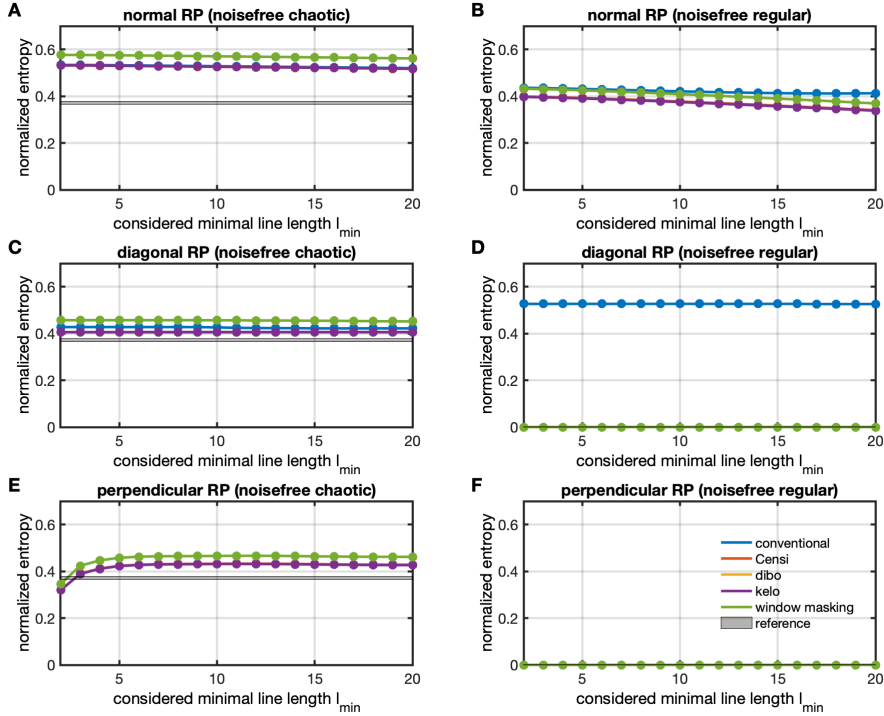 A
normal RP (noisefree chaotic)
normalized entropy
0.6
0.4
0.2
0
5
10
15
20
considered minimal line length l_min
B
normal RP (noisefree regular)
normalized entropy
0.6
0.4
0.2
0
5
10
15
20
considered minimal line length l_min
C
diagonal RP (noisefree chaotic)
normalized entropy
0.6
0.4
0.2
0
5
10
15
20
considered minimal line length l_min
D
diagonal RP (noisefree regular)
normalized entropy
0.6
0.4
0.2
0
5
10
15
20
considered minimal line length l_min
E
perpendicular RP (noisefree chaotic)
normalized entropy
0.6
0.4
0.2
0
5
10
15
20
considered minimal line length l_min
F
perpendicular RP (noisefree regular)
normalized entropy
0.6
0.4
0.2
0
5
10
15
20
conventional
Censi
dibo
kelo
window masking
reference
considered minimal line length l_min